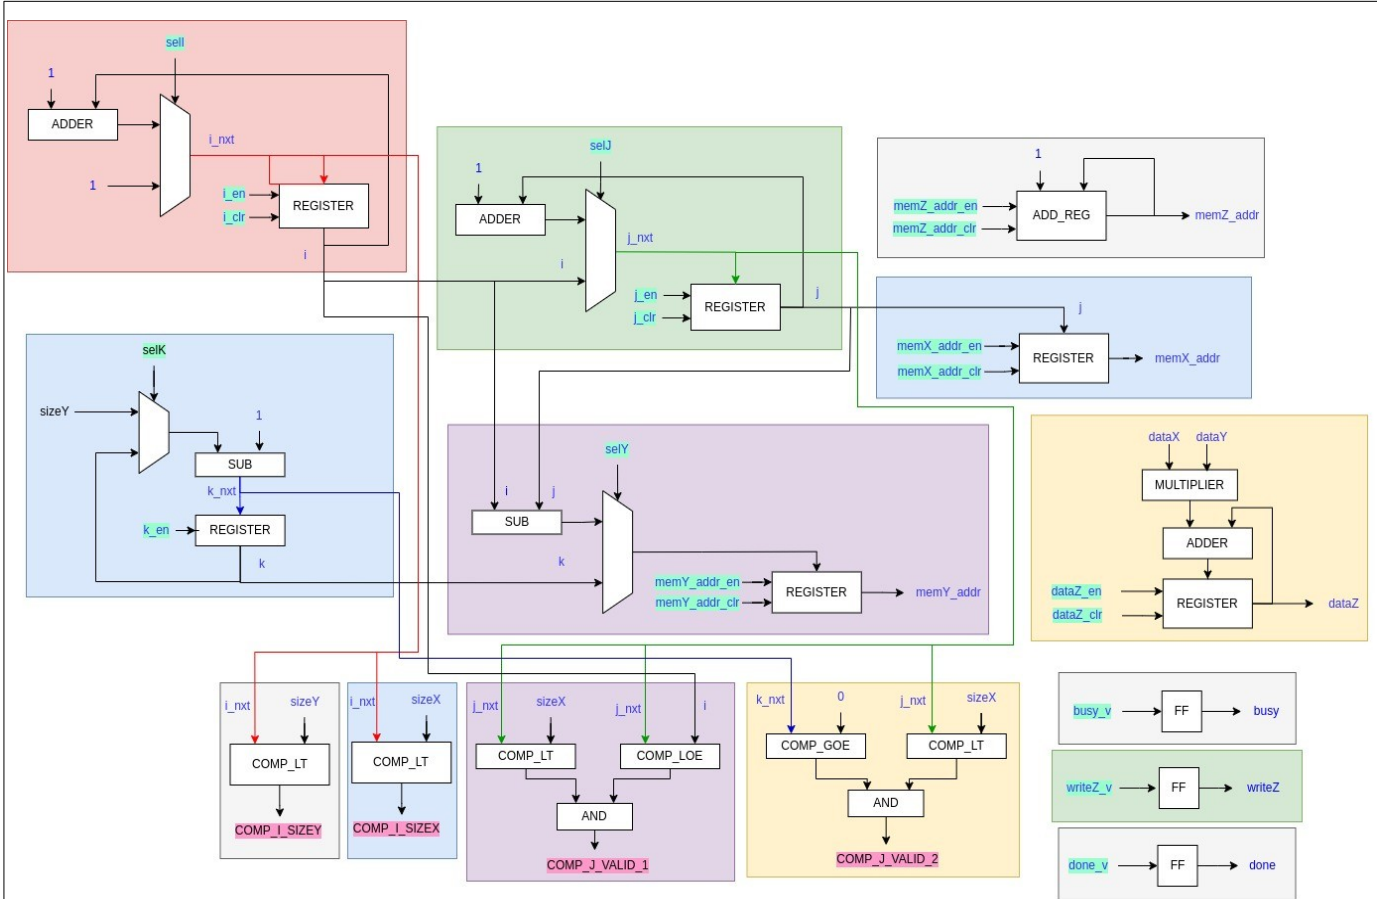 selI
1
ADDER
i_nxt
1
i_en
i_clr
REGISTER
i
selJ
1
ADDER
j_nxt
i
j_en
j_clr
REGISTER
j
1
memZ_addr_en
memZ_addr_clr
ADD_REG
memZ_addr
j
memX_addr_en
memX_addr_clr
REGISTER
memX_addr
selK
sizeY
1
SUB
k_nxt
k_en
REGISTER
k
selY
i
j
SUB
k
memY_addr_en
memY_addr_clr
REGISTER
memY_addr
dataX
dataY
MULTIPLIER
ADDER
dataZ_en
dataZ_clr
REGISTER
dataZ
i_nxt
sizeY
COMP_LT
COMP_I_SIZEY
i_nxt
sizeX
COMP_LT
COMP_I_SIZEX
j_nxt
sizeX
j_nxt
i
COMP_LT
COMP_LOE
AND
COMP_J_VALID_1
k_nxt
0
j_nxt
sizeX
COMP_GOE
COMP_LT
AND
COMP_J_VALID_2
busy_v
FF
busy
writeZ_v
FF
writeZ
done_v
FF
done